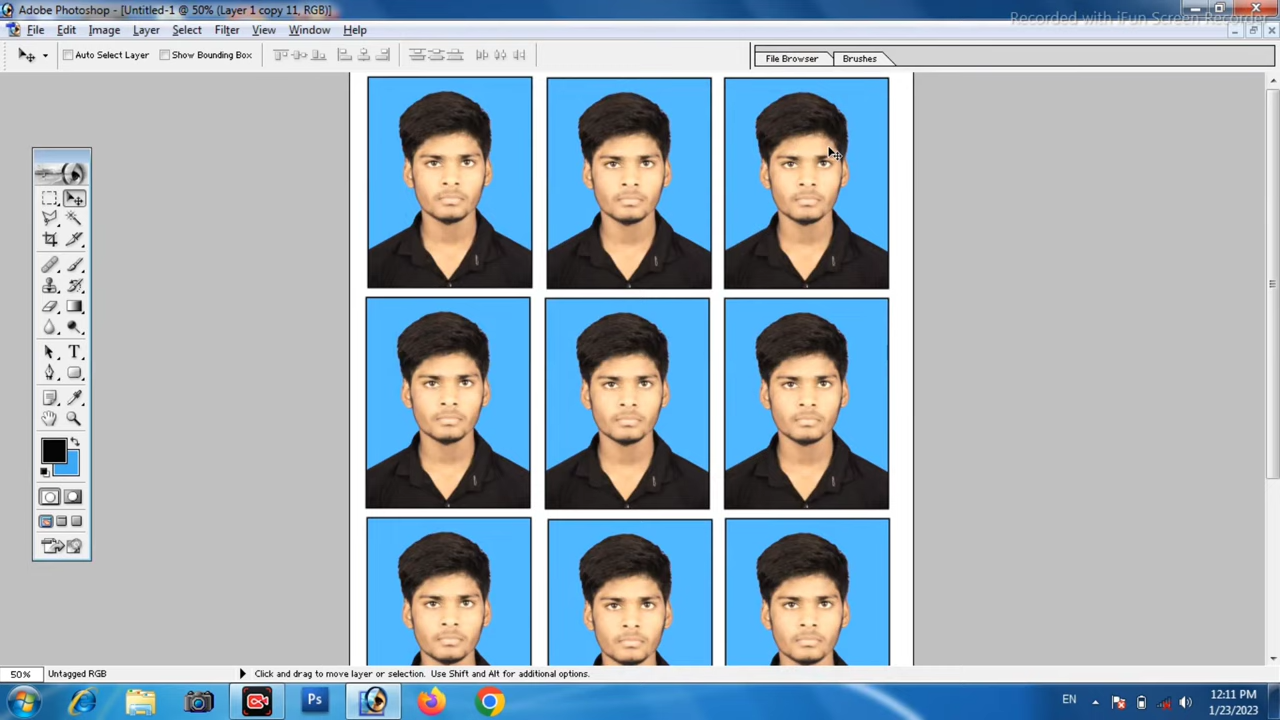 Adobe Photoshop - [Untitled-1 @ 50% (Layer 1 copy 11, RGB)]
Recorded with iFun Screen Recorder
File Edit Image Layer Select Filter View Window Help
Auto Select Layer Show Bounding Box
File Browser Brushes
T
50% Untagged RGB Click and drag to move layer or selection. Use Shift and Alt for additional options.
Ps EN 12:11 PM
1/23/2023